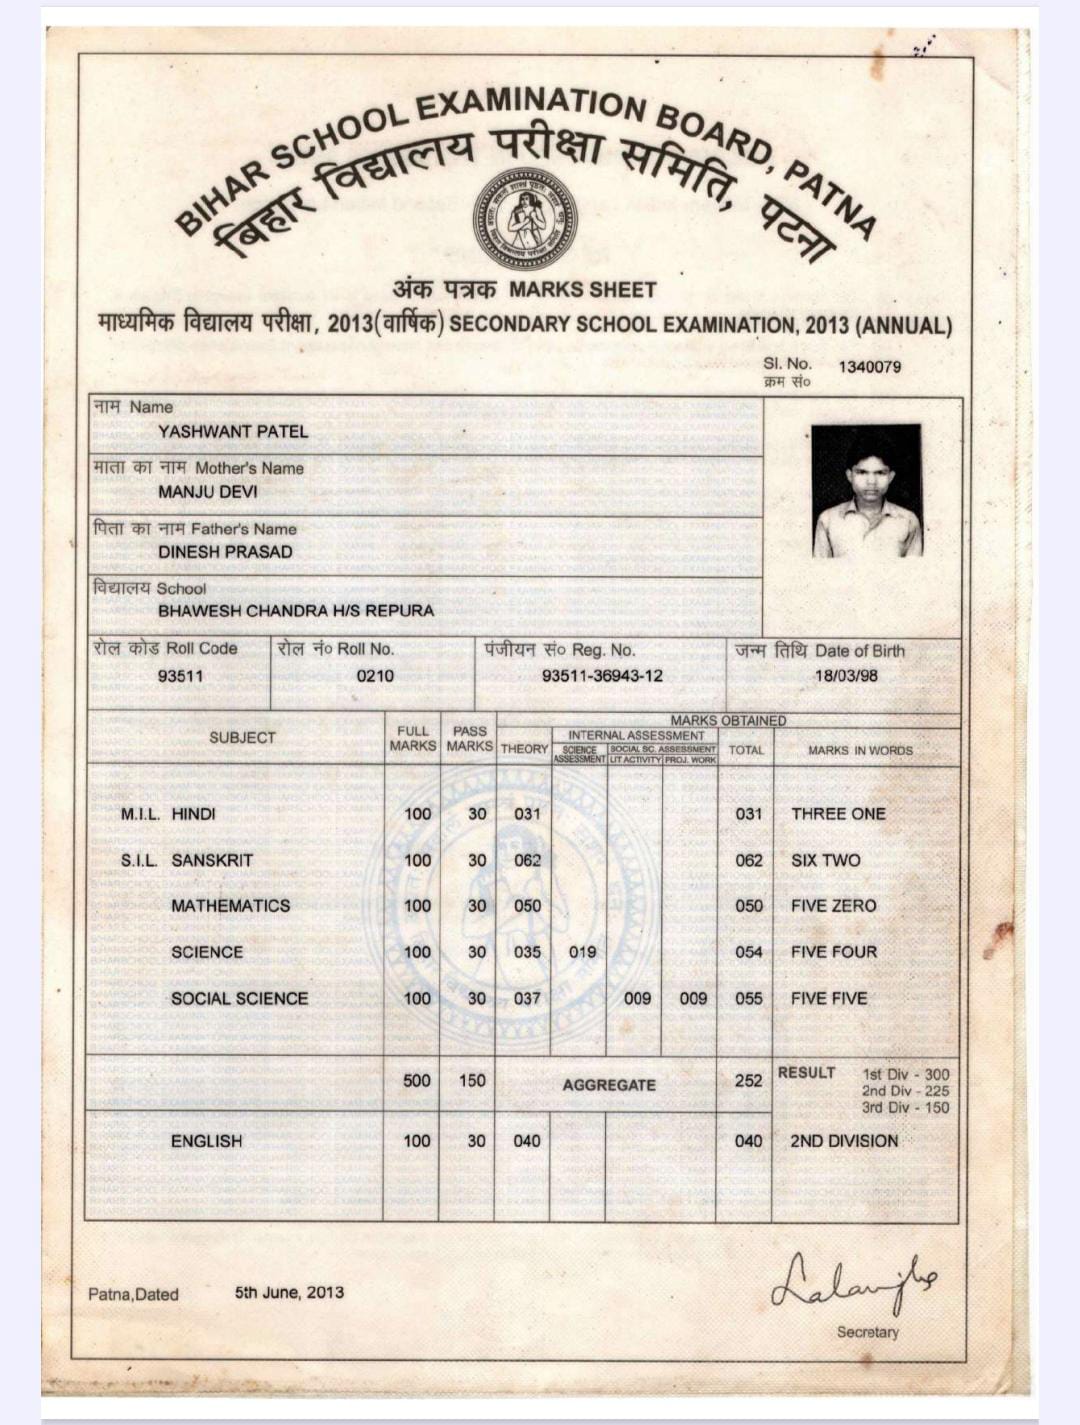 BIHAR SCHOOL EXAMINATION BOARD, PATNA
बिहार विद्यालय परीक्षा समिति, पटना
अंक पत्रक MARKS SHEET
माध्यमिक विद्यालय परीक्षा, 2013(वार्षिक) SECONDARY SCHOOL EXAMINATION, 2013 (ANNUAL)
Sl. No. 1340079
क्रम सं०
नाम Name
YASHWANT PATEL
माता का नाम Mother's Name
MANJU DEVI
पिता का नाम Father's Name
DINESH PRASAD
विद्यालय School
BHAWESH CHANDRA H/S REPURA
रोल कोड Roll Code रोल नं० Roll No. पंजीयन सं० Reg. No. जन्म तिथि Date of Birth
93511 0210 93511-36943-12 18/03/98
SUBJECT FULL MARKS PASS MARKS MARKS OBTAINED
THEORY INTERNAL ASSESSMENT TOTAL MARKS IN WORDS
SCIENCE ASSESSMENT SOCIAL SC. ASSESSMENT
LIT ACTIVITY PROJ. WORK
M.I.L. HINDI 100 30 031 031 THREE ONE
S.I.L. SANSKRIT 100 30 062 062 SIX TWO
MATHEMATICS 100 30 050 050 FIVE ZERO
SCIENCE 100 30 035 019 054 FIVE FOUR
SOCIAL SCIENCE 100 30 037 009 009 055 FIVE FIVE
500 150 AGGREGATE 252 RESULT 1st Div - 300
2nd Div - 225
3rd Div - 150
ENGLISH 100 30 040 040 2ND DIVISION
Patna,Dated 5th June, 2013
Secretary